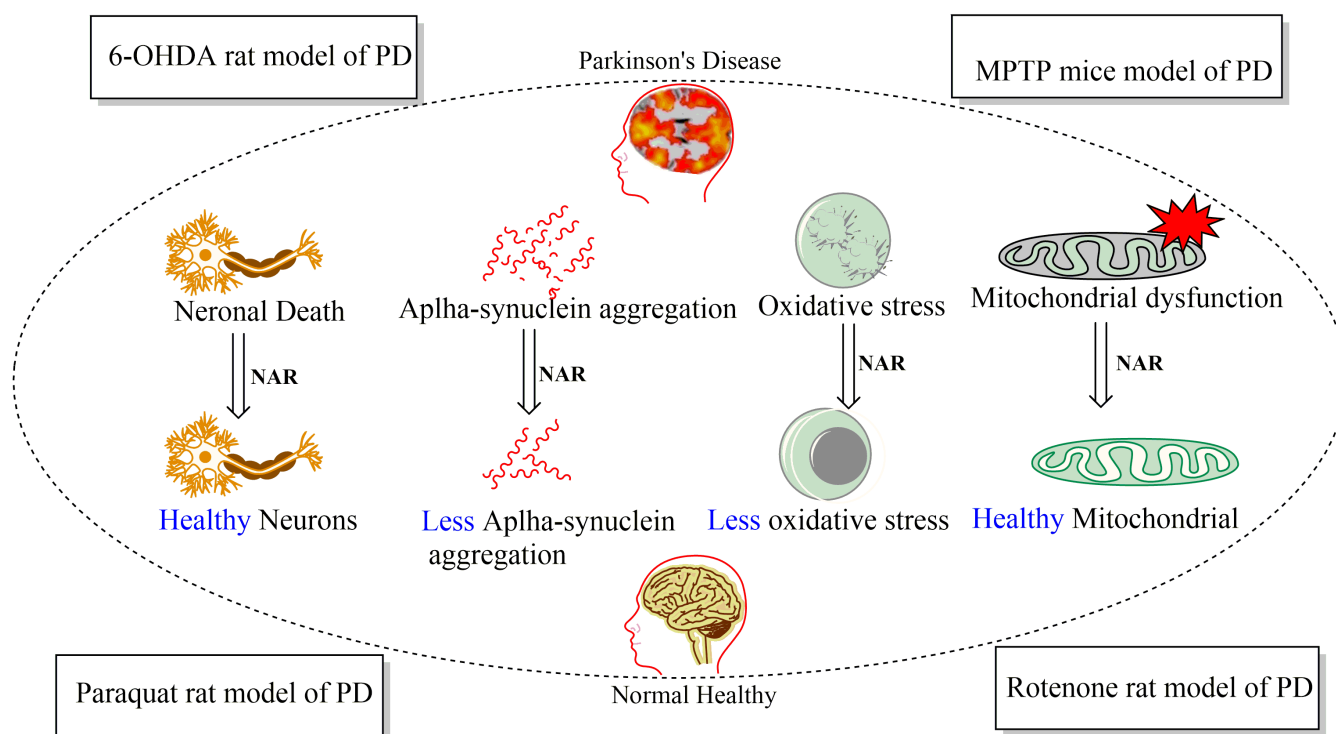 6-OHDA rat model of PD
Parkinson's Disease
MPTP mice model of PD
Neronal Death
Aplha-synuclein aggregation
Oxidative stress
Mitochondrial dysfunction
NAR
NAR
NAR
NAR
Healthy Neurons
Less Aplha-synuclein
aggregation
Less oxidative stress
Healthy Mitochondrial
Paraquat rat model of PD
Normal Healthy
Rotenone rat model of PD